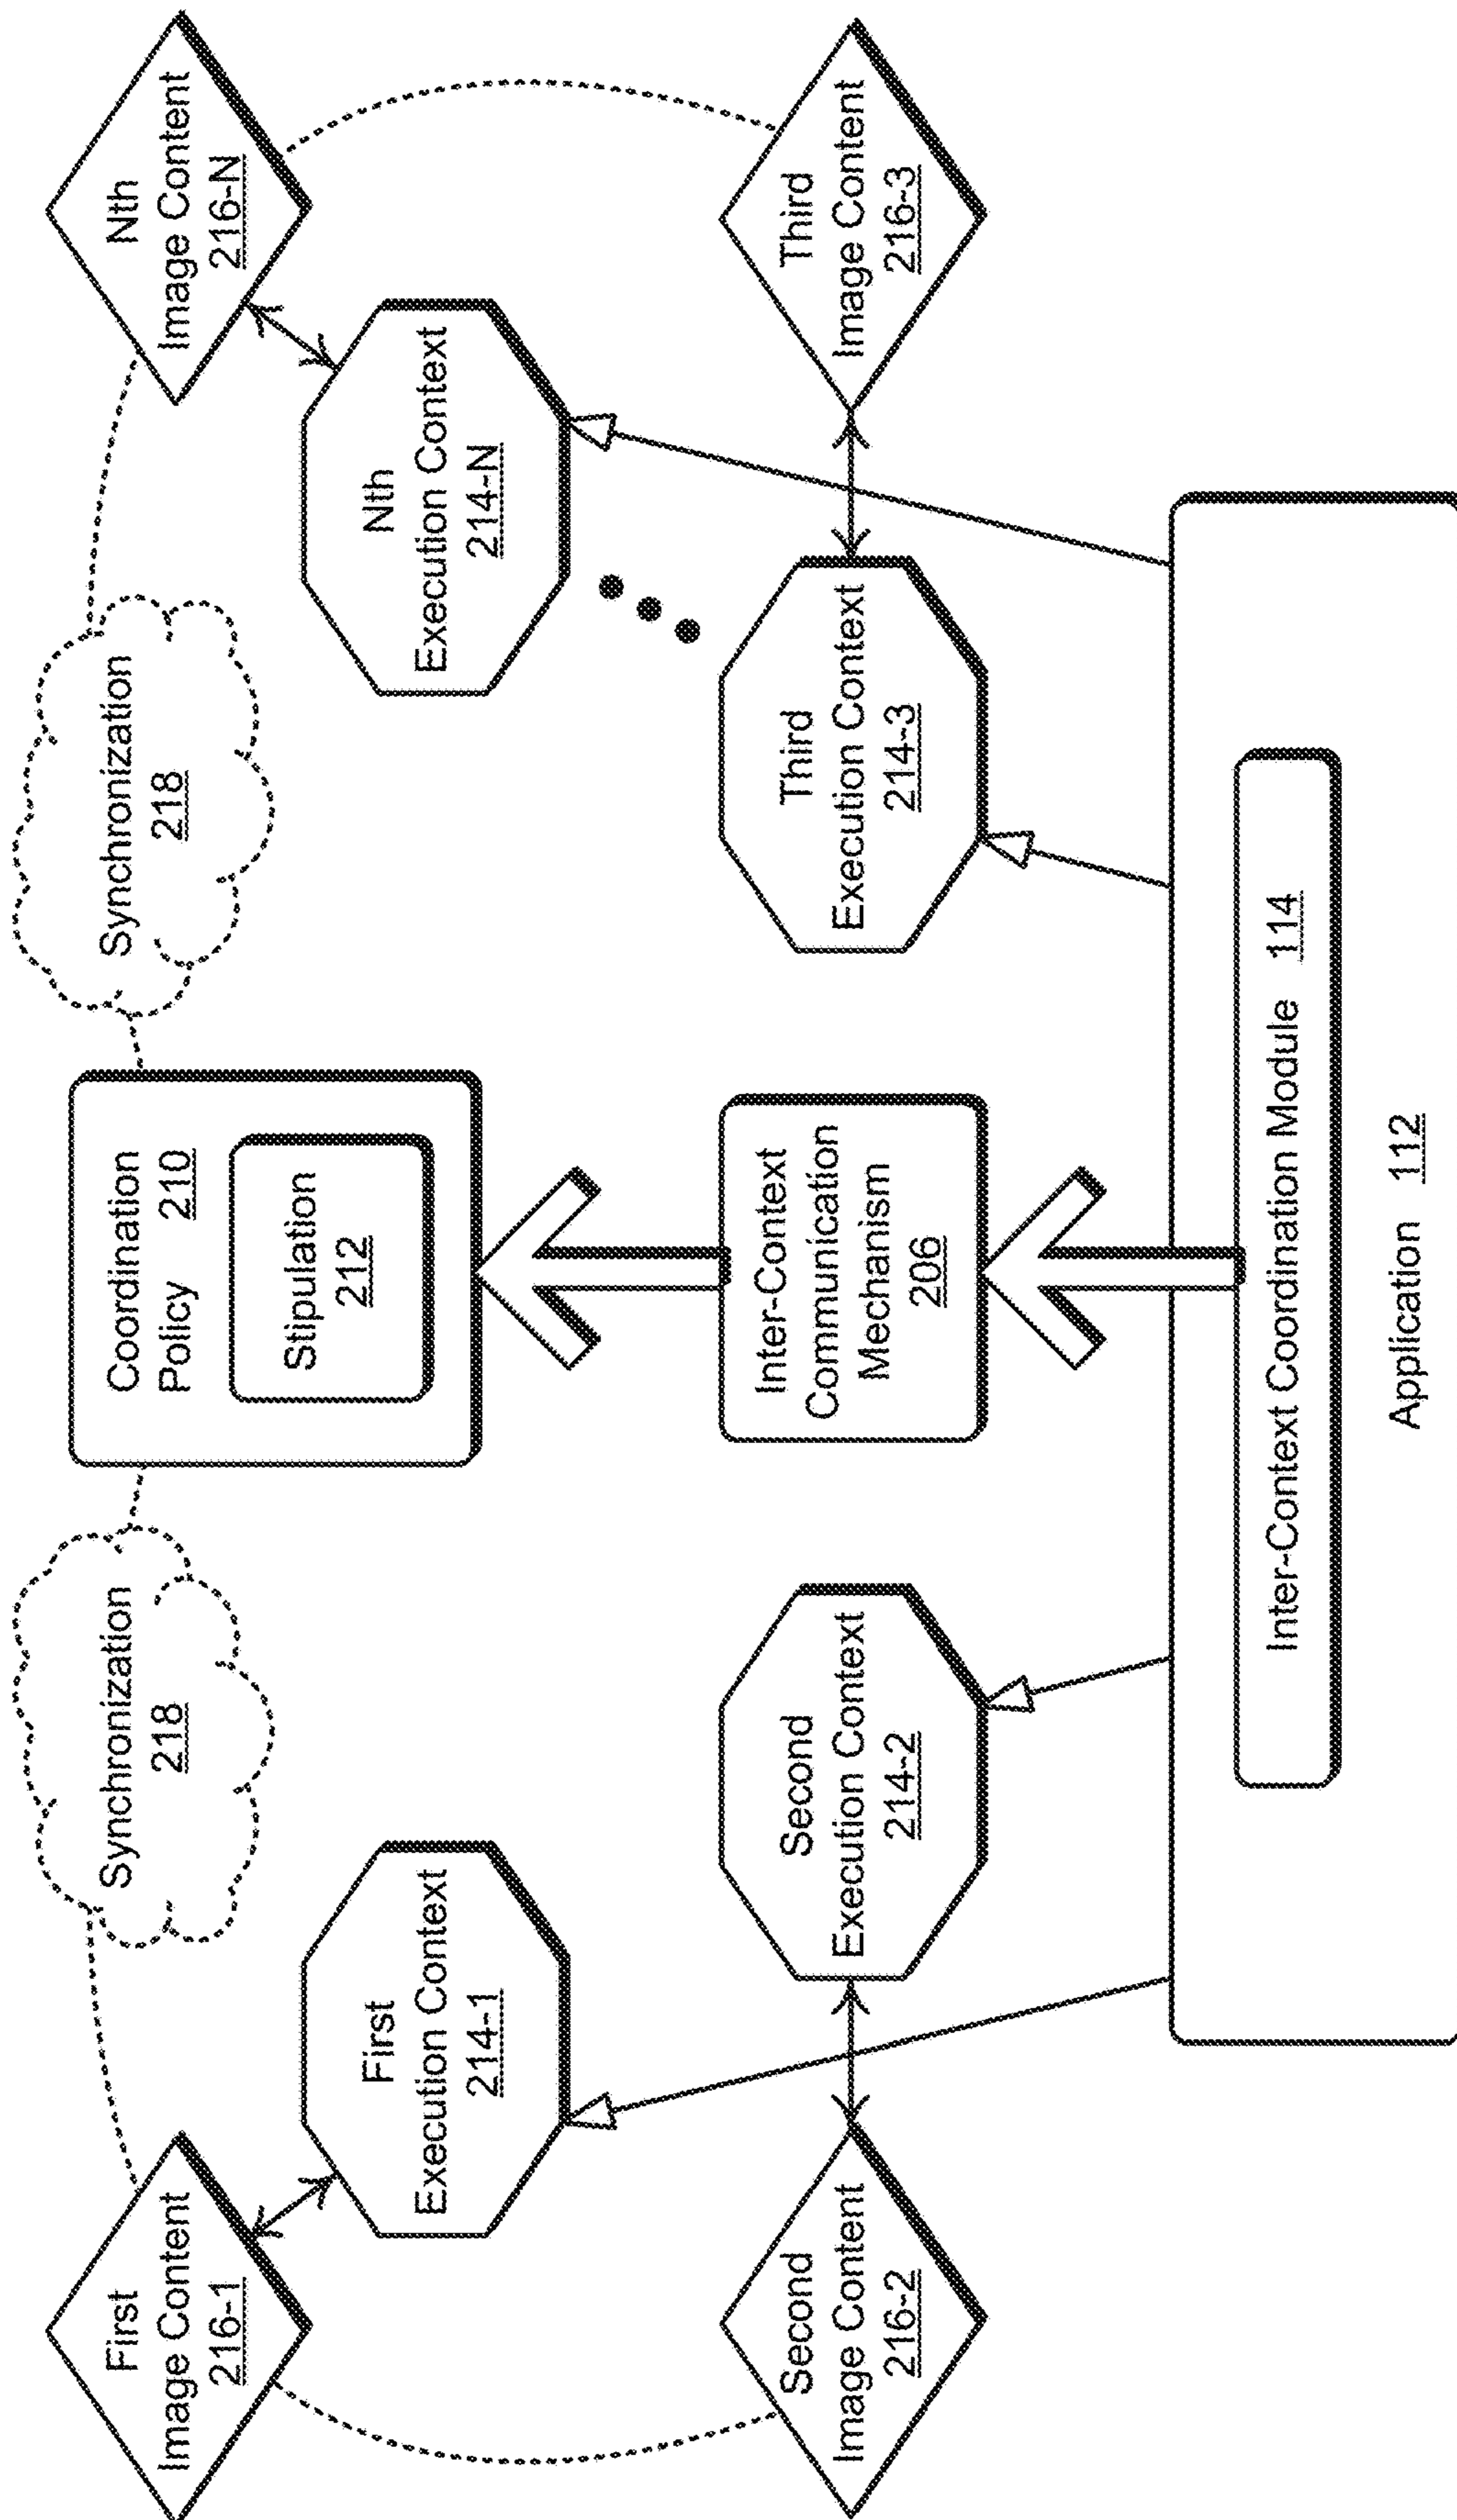 First
Image Content
216-1
Synchronization
218
Coordination
Policy 210
Stipulation
212
Synchronization
218
Nth
Image Content
216-N
First
Execution Context
214-1
Nth
Execution Context
214-N
Second
Image Content
216-2
Second
Execution Context
214-2
Inter-Context
Communication
Mechanism
206
Third
Execution Context
214-3
Third
Image Content
216-3
Inter-Context Coordination Module 114
Application 112